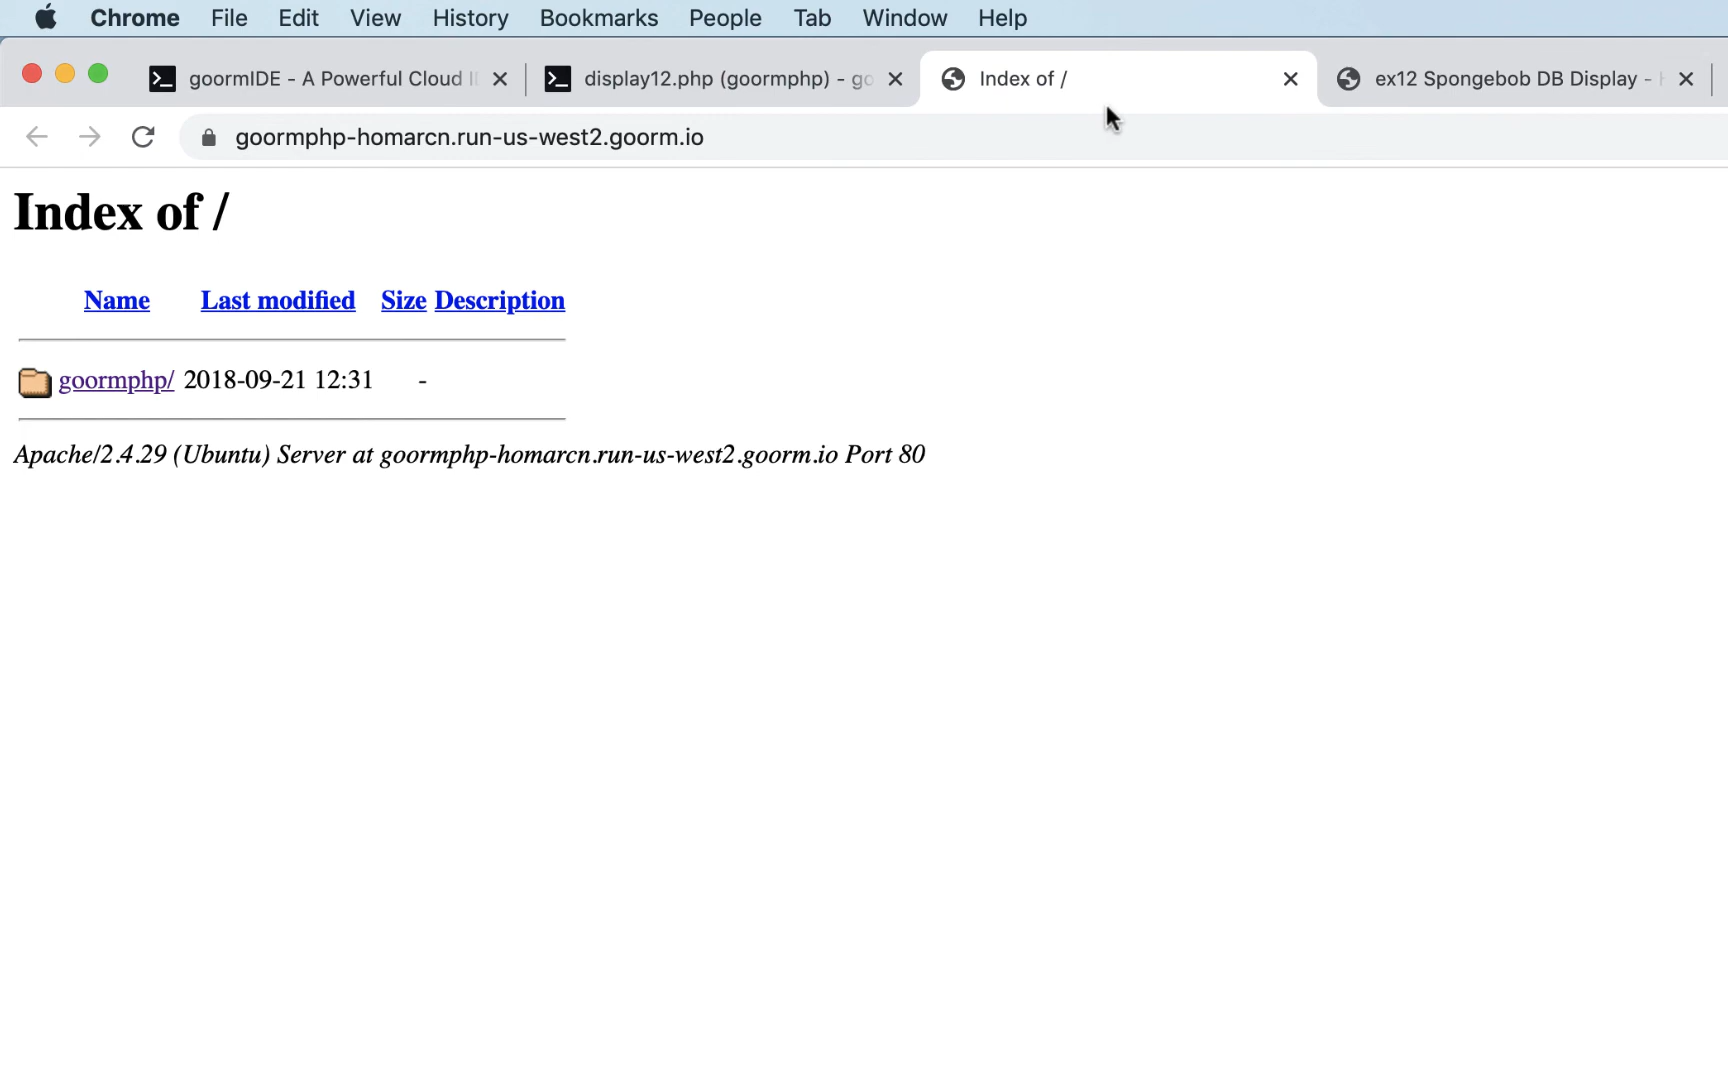 Chrome File Edit View History Bookmarks People Tab Window Help
goormIDE - A Powerful Cloud display12.php (goormphp) - Index of / ex12 Spongebob DB Display -
goormphp-homarcn.run-us-west2.goorm.io
Index of /
Name Last modified Size Description
goormphp/ 2018-09-21 12:31 -
Apache/2.4.29 (Ubuntu) Server at goormphp-homarcn.run-us-west2.goorm.io Port 80